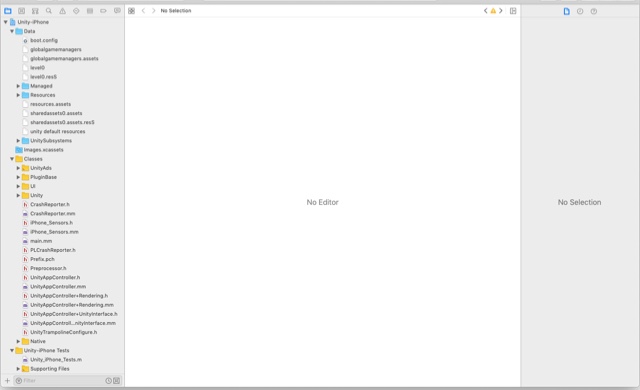 No Selection
Unity-iPhone
Data
boot.config
globalgamemanagers
globalgamemanagers.assets
level0
level0.resS
Managed
Resources
resources.assets
sharedassets0.assets
sharedassets0.assets.resS
unity default resources
UnitySubsystems
Images.xcassets
Classes
UnityAds
PluginBase
UI
Unity
CrashReporter.h
CrashReporter.mm
iPhone_Sensors.h
iPhone_Sensors.mm
main.mm
PLCrashReporter.h
Prefix.pch
Preprocessor.h
UnityAppController.h
UnityAppController.mm
UnityAppController+Rendering.h
UnityAppController+Rendering.mm
UnityAppController+UnityInterface.h
UnityAppControll...nityInterface.mm
UnityTrampolineConfigure.h
Native
Unity-iPhone Tests
Unity_iPhone_Tests.m
Supporting Files
Filter
No Editor
No Selection